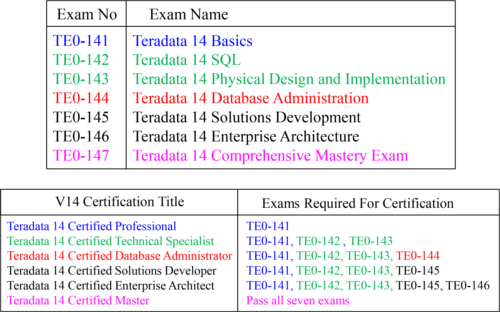 Exam No Exam Name
TE0-141 Teradata 14 Basics
TE0-142 Teradata 14 SQL
TE0-143 Teradata 14 Physical Design and Implementation
TE0-144 Teradata 14 Database Administration
TE0-145 Teradata 14 Solutions Development
TE0-146 Teradata 14 Enterprise Architecture
TE0-147 Teradata 14 Comprehensive Mastery Exam
V14 Certification Title Exams Required For Certification
Teradata 14 Certified Professional TE0-141
Teradata 14 Certified Technical Specialist TE0-141, TE0-142 , TE0-143
Teradata 14 Certified Database Administrator TE0-141, TE0-142, TE0-143, TE0-144
Teradata 14 Certified Solutions Developer TE0-141, TE0-142, TE0-143, TE0-145
Teradata 14 Certified Enterprise Architect TE0-141, TE0-142, TE0-143, TE0-145, TE0-146
Teradata 14 Certified Master Pass all seven exams